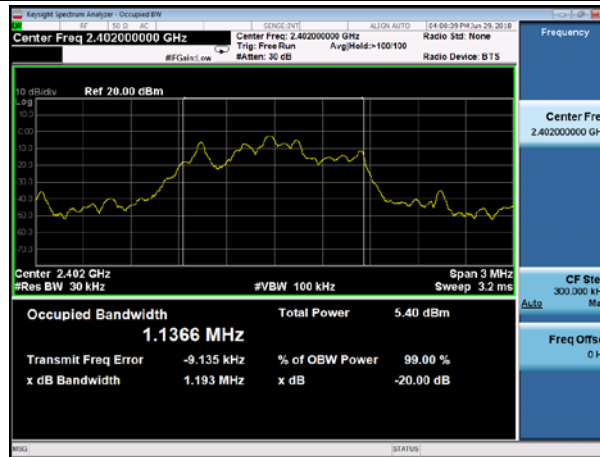 Keysight Spectrum Analyzer - Occupied BW
RF 50 Ω AC SENSE:INT ALIGN AUTO 04:08:39 PM Jun 29, 2018
Center Freq 2.402000000 GHz
Center Freq: 2.402000000 GHz
Radio Std: None
Trig: Free Run Avg|Hold:>100/100
#IFGain:Low #Atten: 30 dB
Radio Device: BTS
Frequency
10 dB/div Ref 20.00 dBm
Log
10.0
0.00
-10.0
-20.0
-30.0
-40.0
-50.0
-60.0
-70.0
Center 2.402 GHz Span 3 MHz
#Res BW 30 kHz #VBW 100 kHz Sweep 3.2 ms
Occupied Bandwidth Total Power 5.40 dBm
1.1366 MHz
Transmit Freq Error -9.135 kHz % of OBW Power 99.00 %
x dB Bandwidth 1.193 MHz x dB -20.00 dB
Center Fre
2.402000000 GH
CF Ste
300.000 kH
Auto Ma
Freq Offs
0 H
MSG STATUS